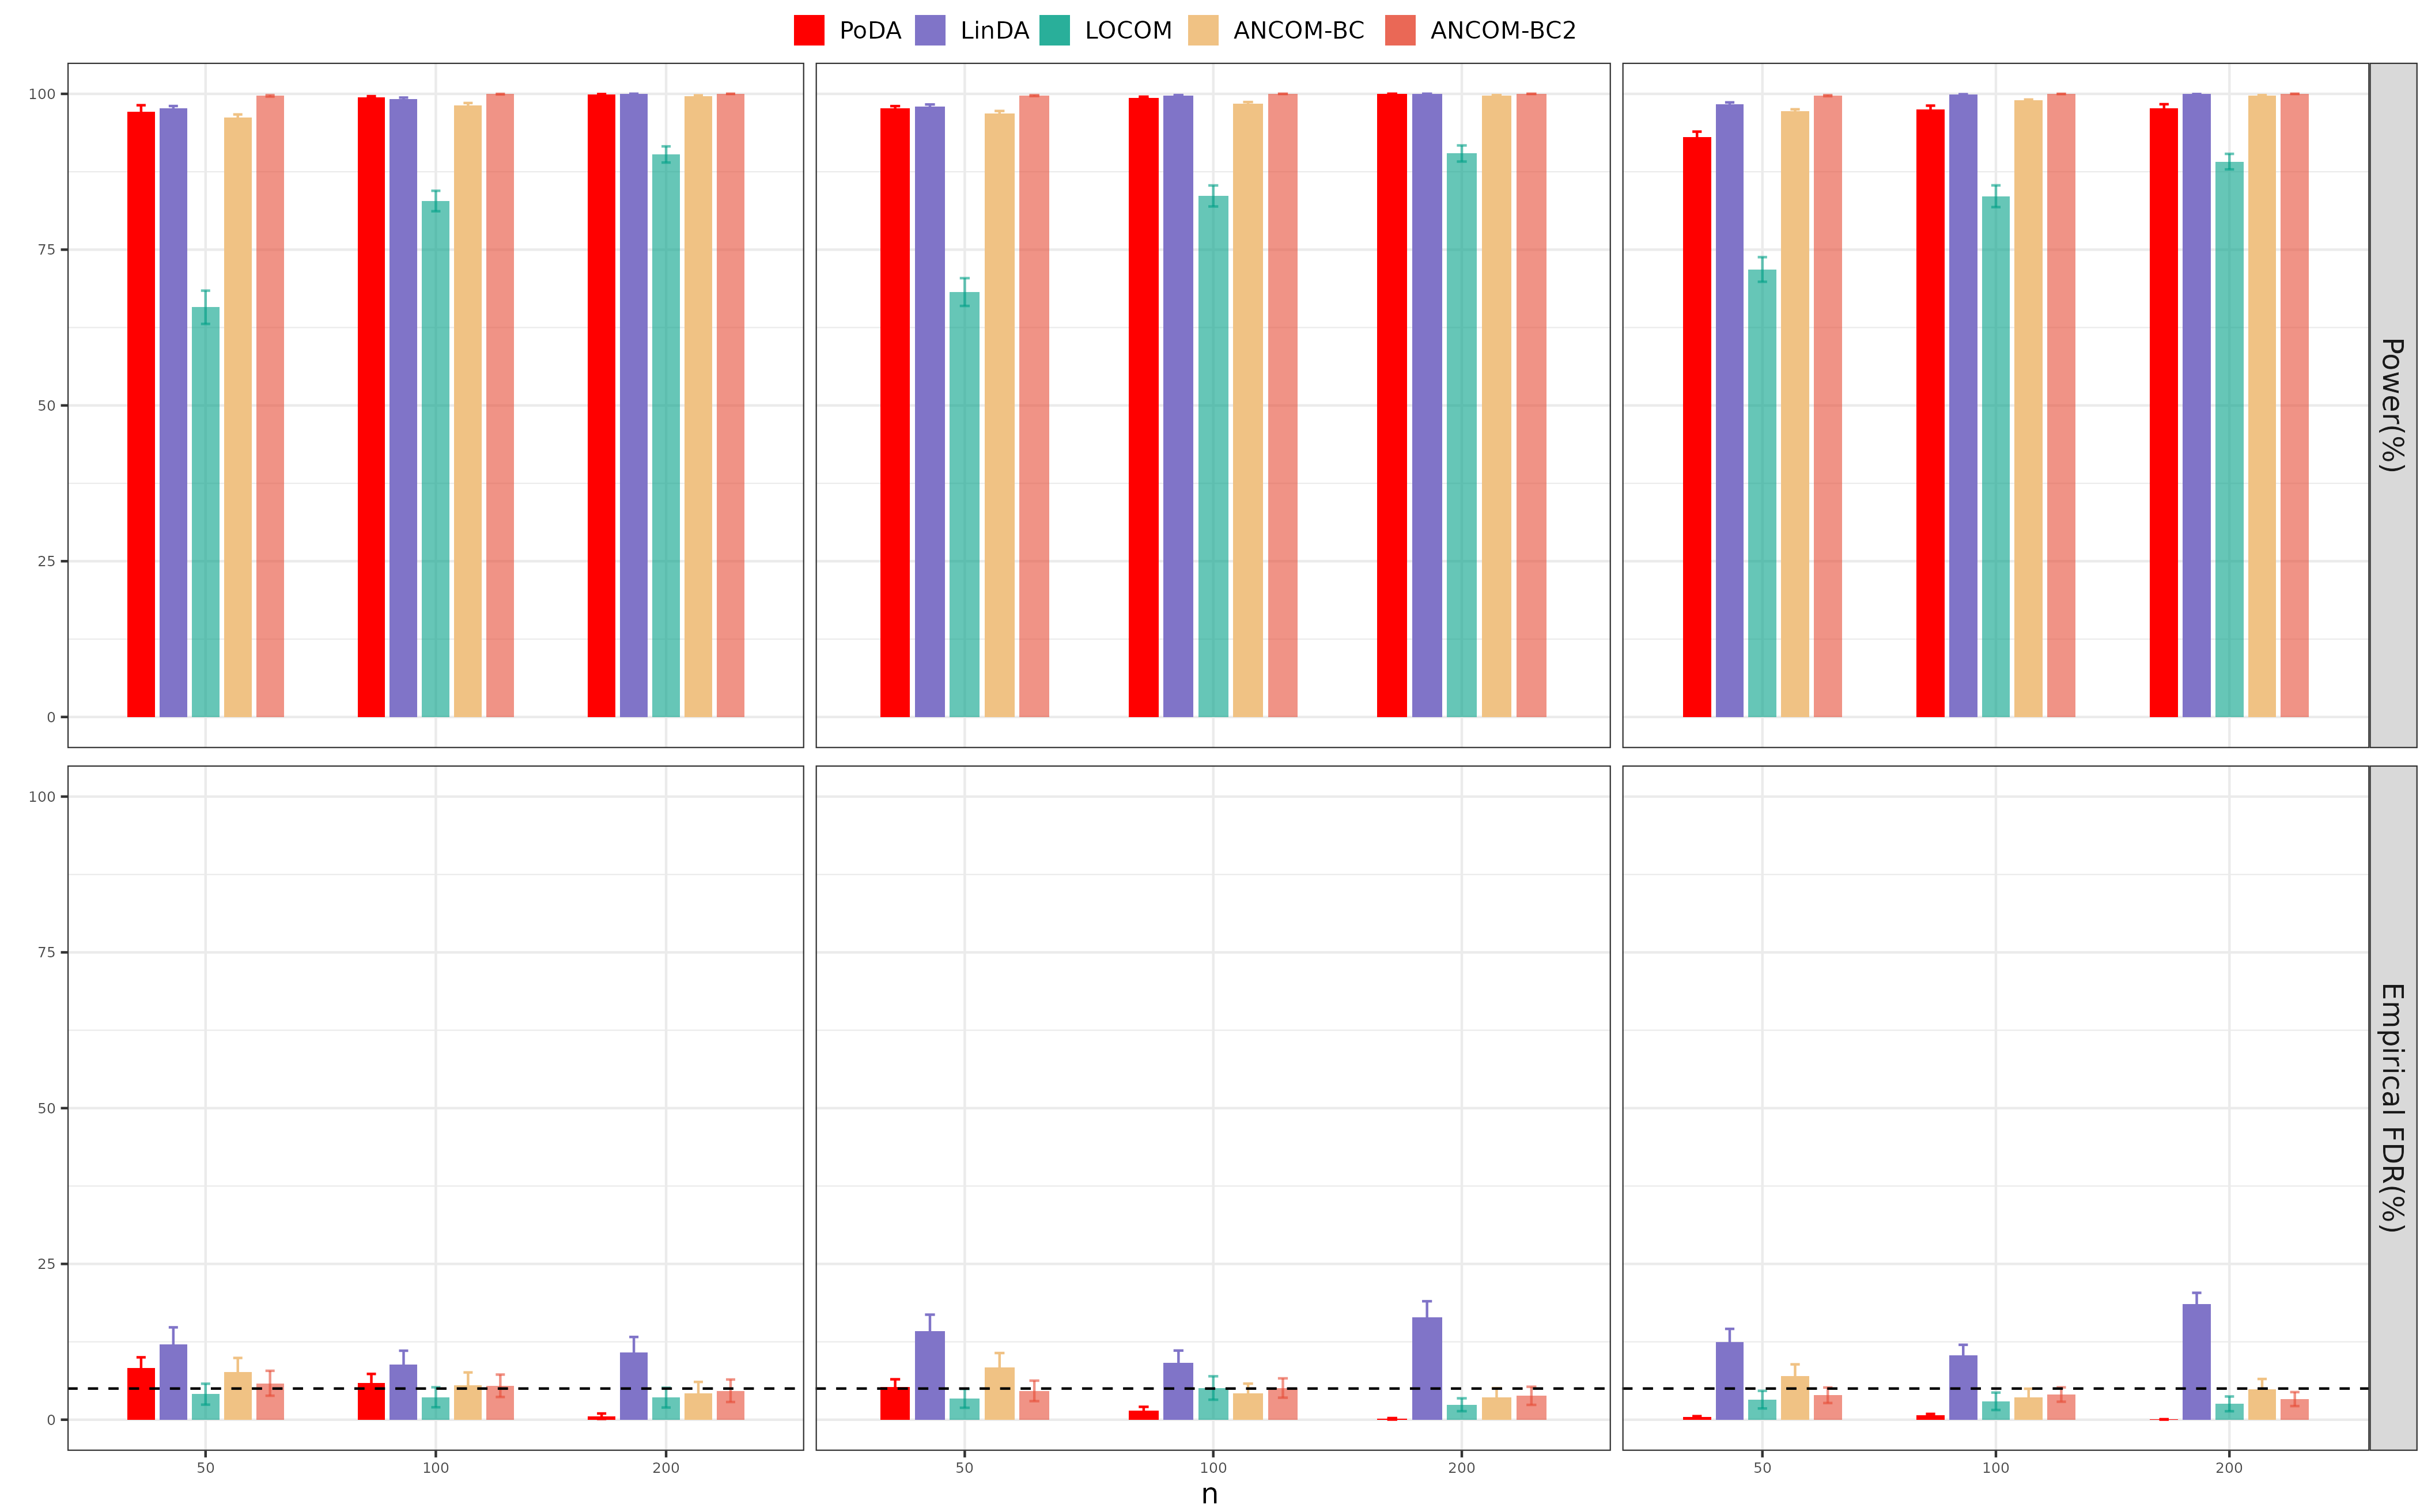 PoDA LinDA LOCOM ANCOM-BC ANCOM-BC2
100
75
50
25
0
Power(%)
100
75
50
25
0
Empirical FDR(%)
50 100 200 50 100 200 50 100 200
n